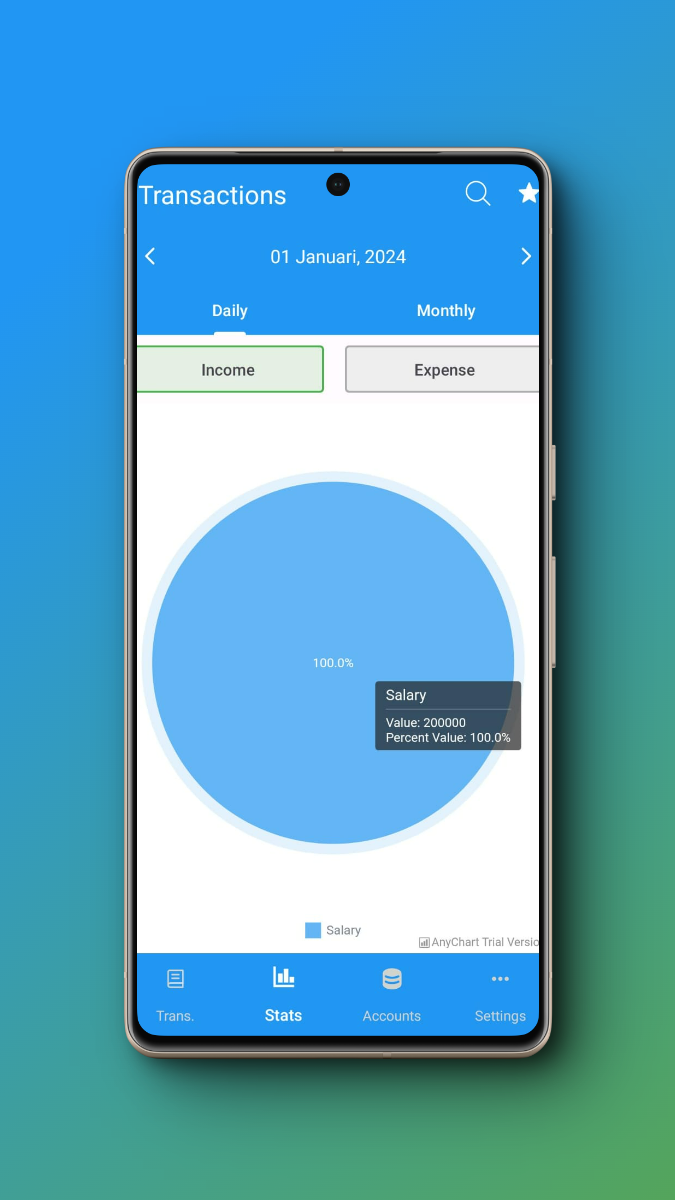 Transactions
01 Januari, 2024
Daily
Monthly
Income
Expense
100.0%
Salary
Value: 200000
Percent Value: 100.0%
Salary
AnyChart Trial Versio
Trans.
Stats
Accounts
Settings